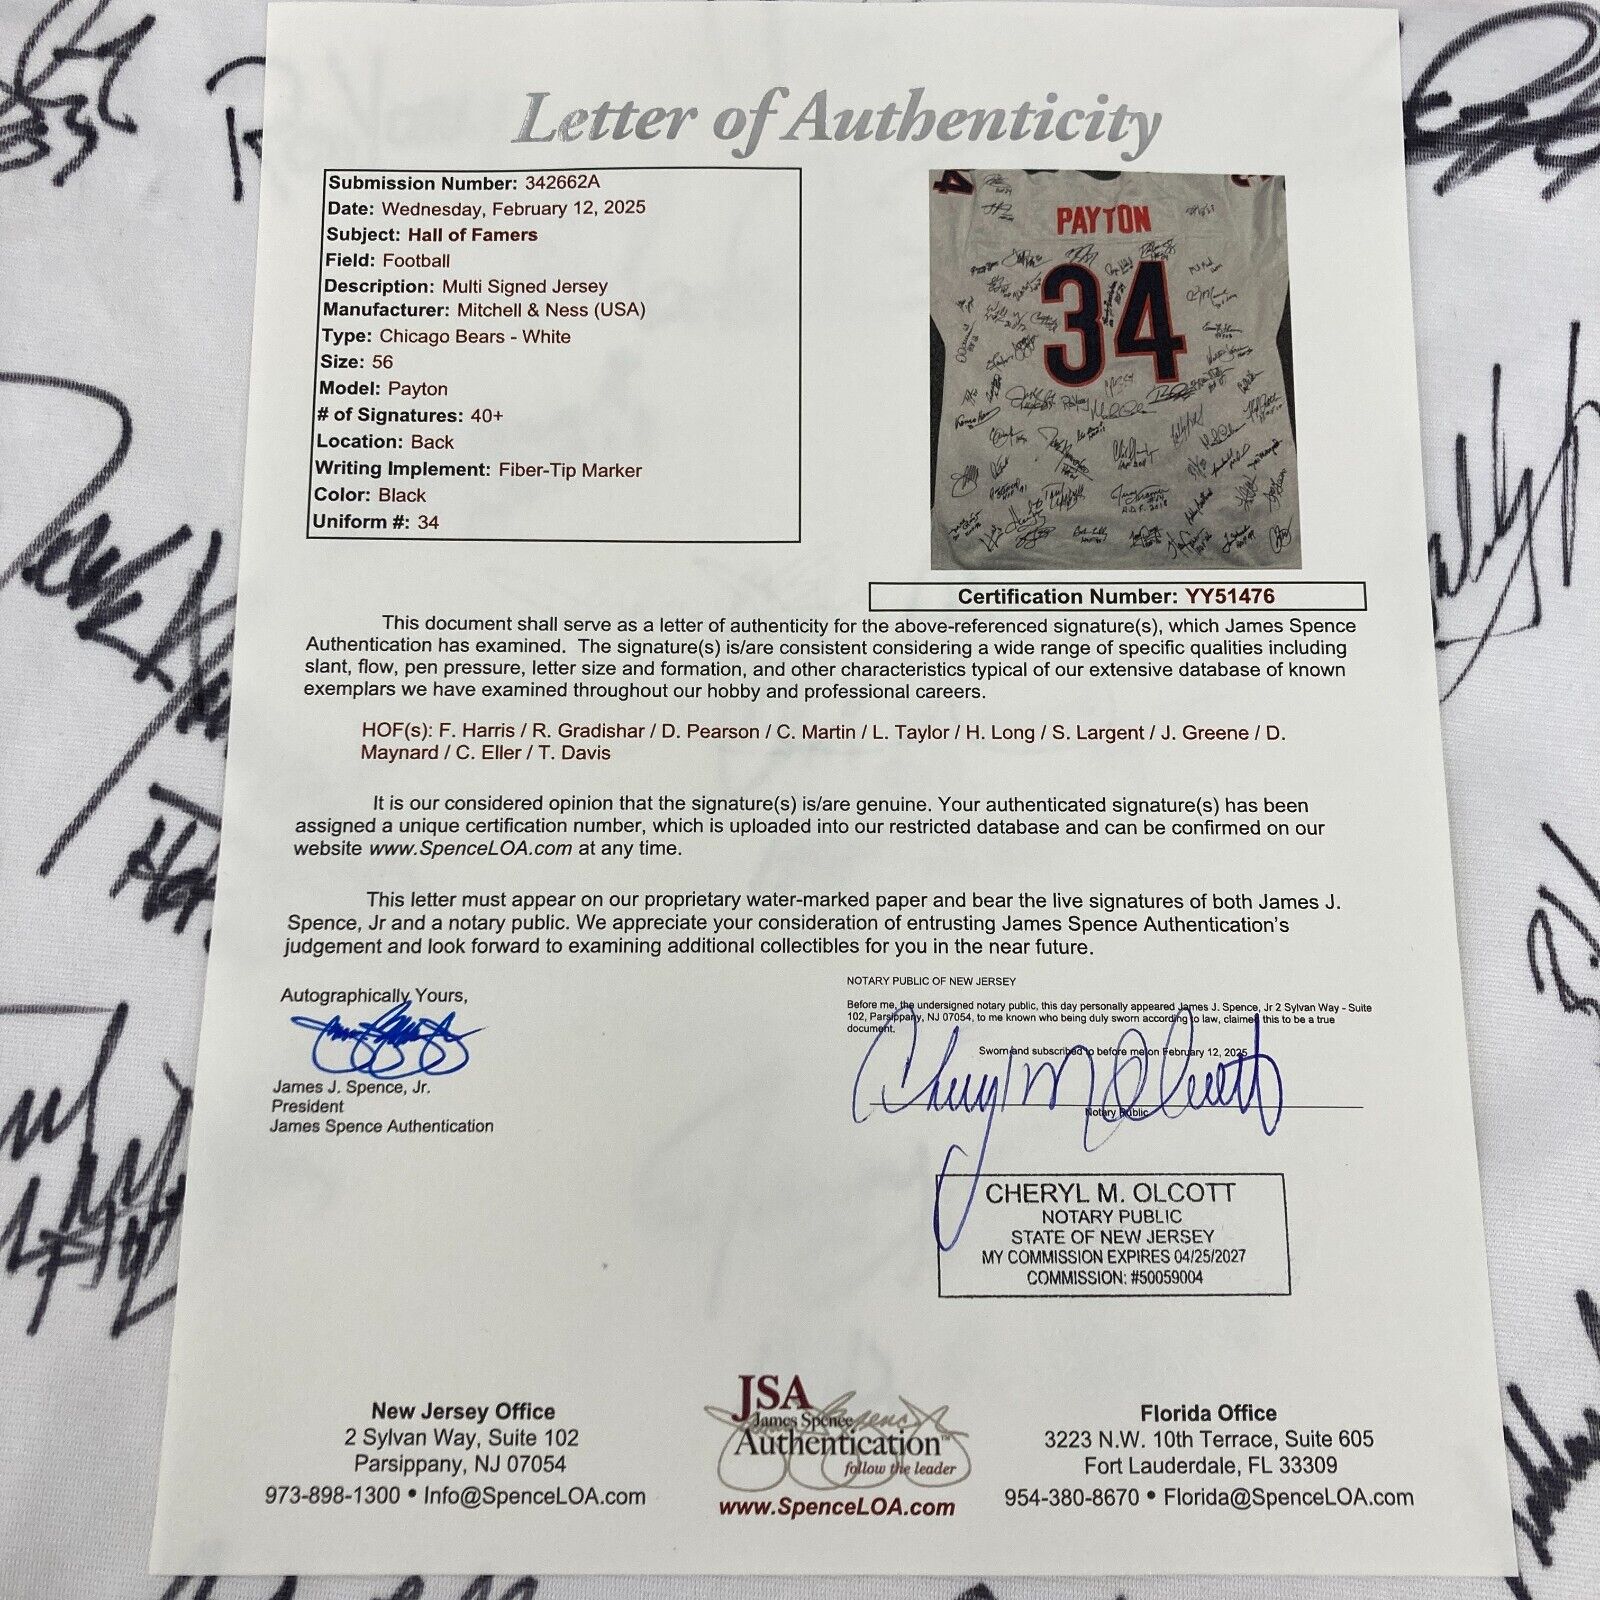 Letter of Authenticity
Submission Number: 342662A
Date: Wednesday, February 12, 2025
Subject: Hall of Famers
Field: Football
Description: Multi Signed Jersey
Manufacturer: Mitchell & Ness (USA)
Type: Chicago Bears - White
Size: 56
Model: Payton
# of Signatures: 40+
Location: Back
Writing Implement: Fiber-Tip Marker
Color: Black
Uniform #: 34
PAYTON
34
Certification Number: YY51476
This document shall serve as a letter of authenticity for the above-referenced signature(s), which James Spence
Authentication has examined. The signature(s) is/are consistent considering a wide range of specific qualities including
slant, flow, pen pressure, letter size and formation, and other characteristics typical of our extensive database of known
exemplars we have examined throughout our hobby and professional careers.
HOF(s): F. Harris / R. Gradishar / D. Pearson / C. Martin / L. Taylor / H. Long / S. Largent / J. Greene / D.
Maynard / C. Eller / T. Davis
It is our considered opinion that the signature(s) is/are genuine. Your authenticated signature(s) has been
assigned a unique certification number, which is uploaded into our restricted database and can be confirmed on our
website www.SpenceLOA.com at any time.
This letter must appear on our proprietary water-marked paper and bear the live signatures of both James J.
Spence, Jr and a notary public. We appreciate your consideration of entrusting James Spence Authentication's
judgement and look forward to examining additional collectibles for you in the near future.
Autographically Yours,
James J. Spence, Jr.
President
James Spence Authentication
NOTARY PUBLIC OF NEW JERSEY
Before me, the undersigned notary public, this day personally appeared James J. Spence, Jr 2 Sylvan Way - Suite
102, Parsippany, NJ 07054, to me known who being duly sworn according to law, claimed this to be a true
document.
Sworn and subscribed to before me on February 12, 2025
Cheryl M Olcott
Notary Public
CHERYL M. OLCOTT
NOTARY PUBLIC
STATE OF NEW JERSEY
MY COMMISSION EXPIRES 04/25/2027
COMMISSION: #50059004
New Jersey Office
2 Sylvan Way, Suite 102
Parsippany, NJ 07054
973-898-1300 • Info@SpenceLOA.com
JSA
James Spence
Authentication™
follow the leader
www.SpenceLOA.com
Florida Office
3223 N.W. 10th Terrace, Suite 605
Fort Lauderdale, FL 33309
954-380-8670 • Florida@SpenceLOA.com